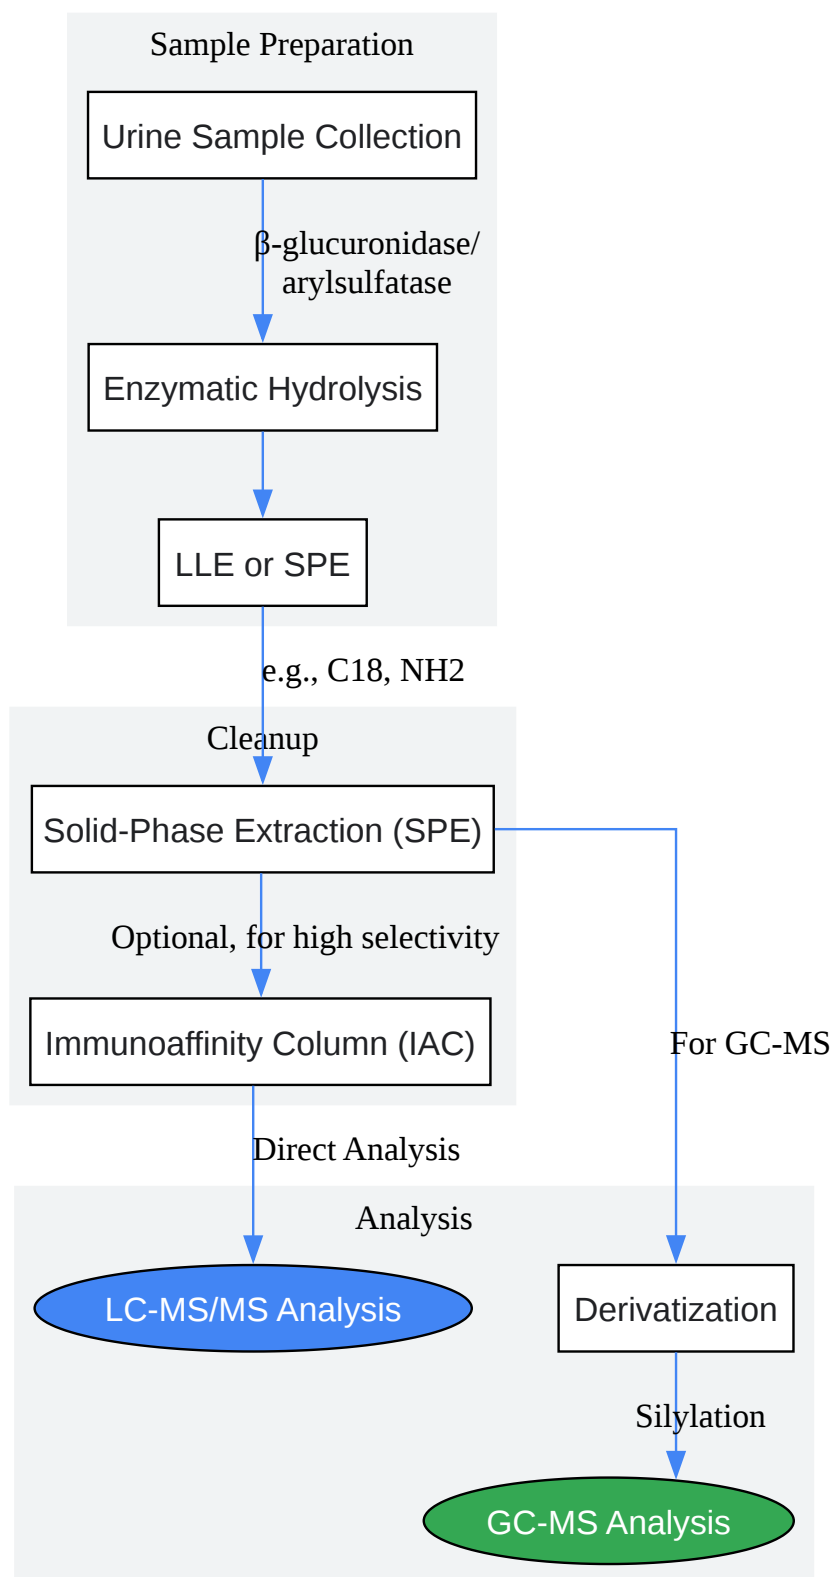 Sample Preparation
Urine Sample Collection
β-glucuronidase/
arylsulfatase
Enzymatic Hydrolysis
LLE or SPE
e.g., C18, NH2
Cleanup
Solid-Phase Extraction (SPE)
Optional, for high selectivity
Immunoaffinity Column (IAC)
For GC-MS
Direct Analysis
Analysis
LC-MS/MS Analysis
Derivatization
Silylation
GC-MS Analysis